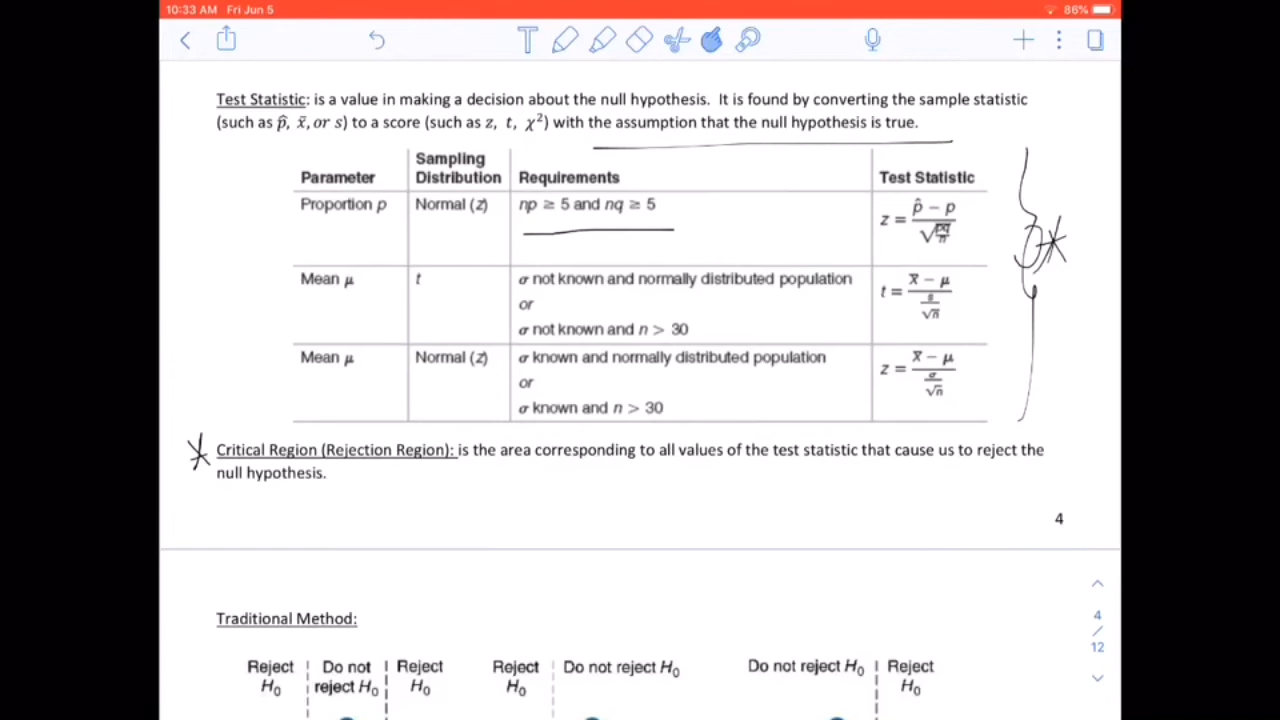 10:33 AM Fri Jun 5 86%
Test Statistic: is a value in making a decision about the null hypothesis. It is found by converting the sample statistic
(such as p̂, x̄, or s) to a score (such as z, t, χ²) with the assumption that the null hypothesis is true.
Parameter Sampling Distribution Requirements Test Statistic
Proportion p Normal (z) np ≥ 5 and nq ≥ 5 z = (p̂ − p) / √(pq/n)
Mean μ t σ not known and normally distributed population
or
σ not known and n > 30 t = (x̄ − μ) / (s/√n)
Mean μ Normal (z) σ known and normally distributed population
or
σ known and n > 30 z = (x̄ − μ) / (σ/√n)
Critical Region (Rejection Region): is the area corresponding to all values of the test statistic that cause us to reject the
null hypothesis.
4
Traditional Method:
Reject H₀ Do not reject H₀ Reject H₀ Reject H₀ Do not reject H₀ Do not reject H₀ Reject H₀
4
/
12